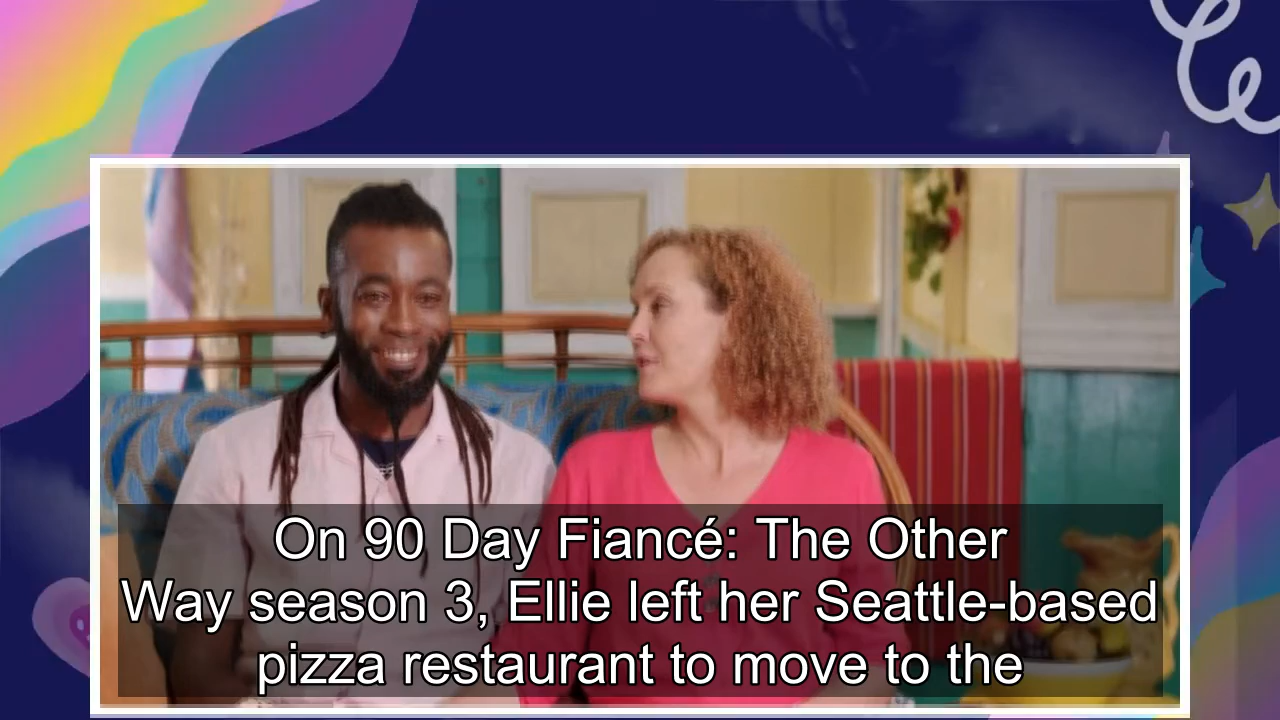 On 90 Day Fiancé: The Other
Way season 3, Ellie left her Seattle-based
pizza restaurant to move to the